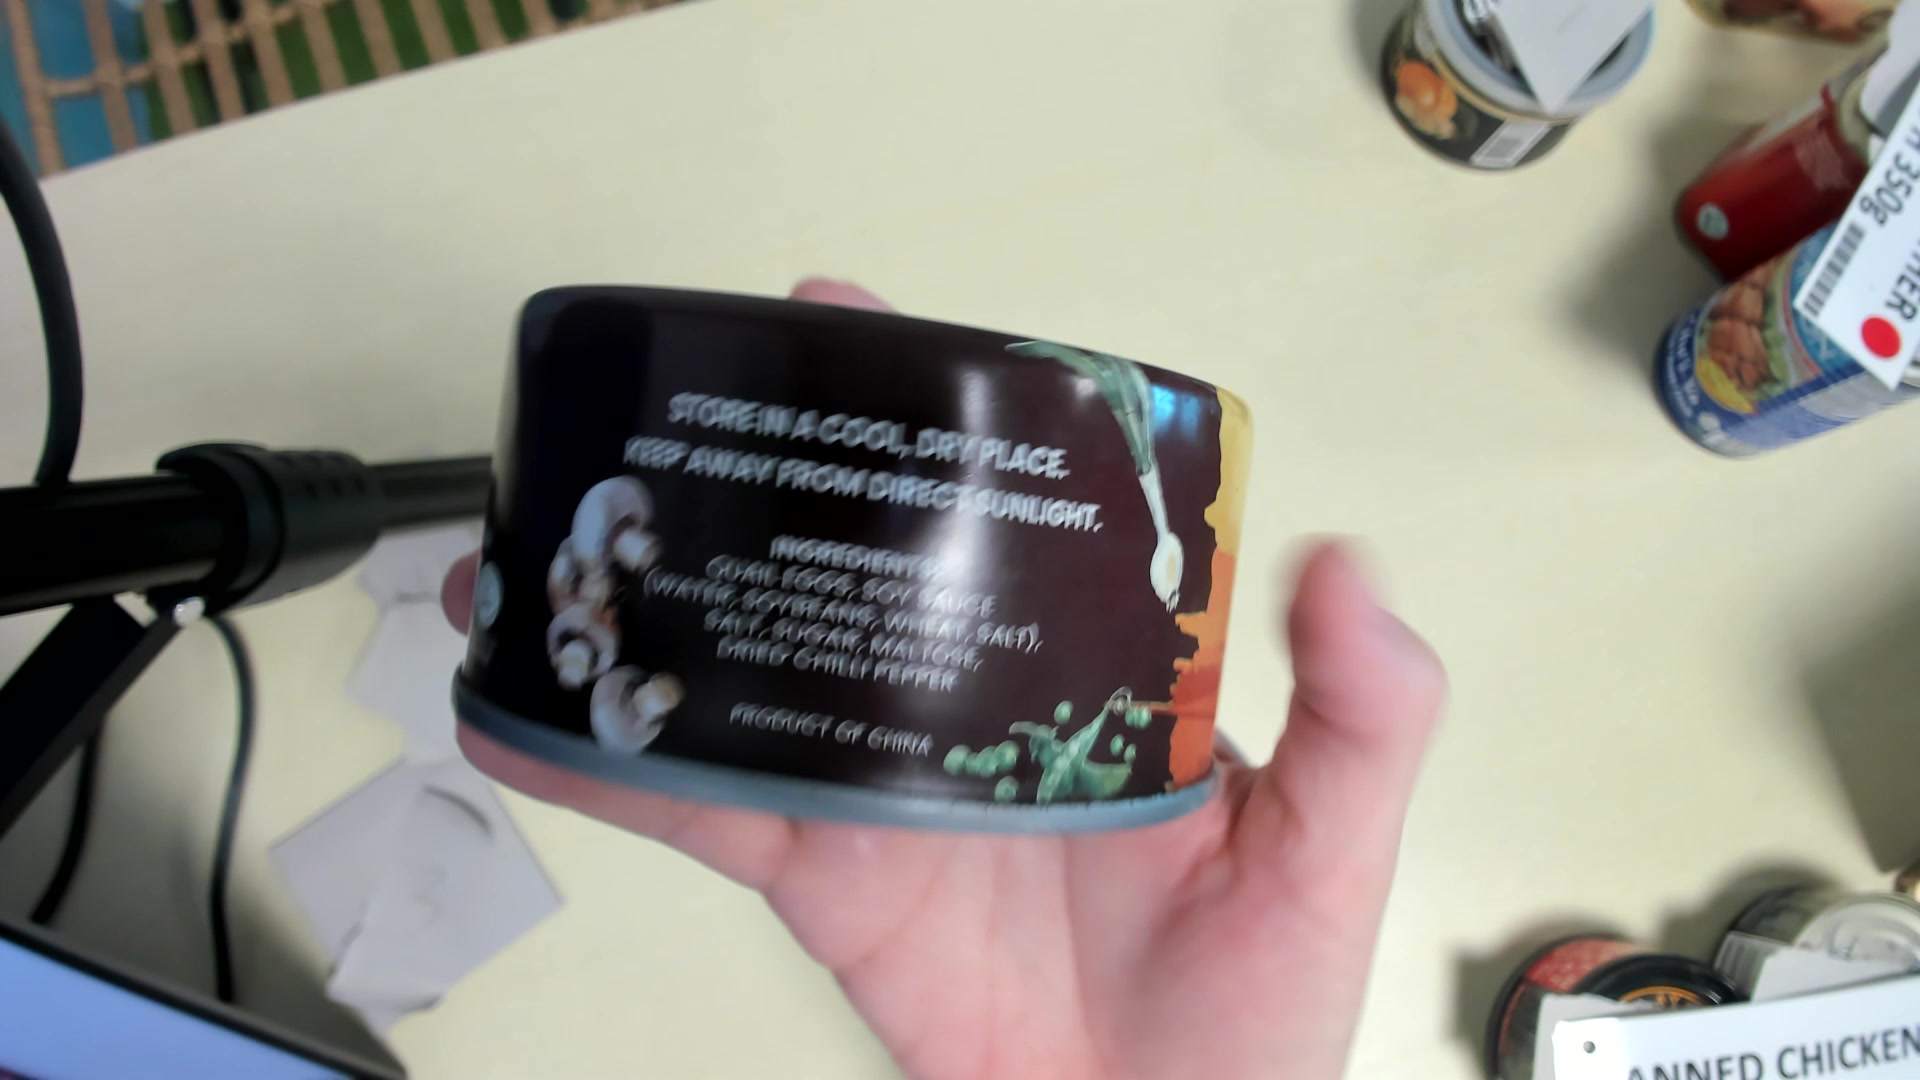 STORE IN A COOL, DRY PLACE.
KEEP AWAY FROM DIRECT SUNLIGHT.
INGREDIENTS:
QUAIL EGGS, SOY SAUCE
(WATER, SOYBEANS, WHEAT, SALT),
SALT, SUGAR, MALTOSE,
DRIED CHILLI PEPPER
PRODUCT OF CHINA
350g
ANNED CHICKEN
3